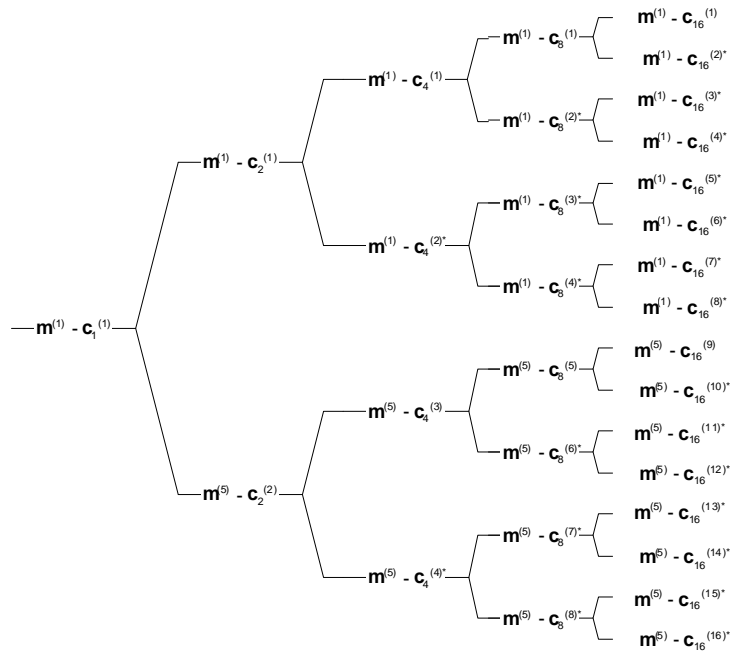 m(1) - c1(1)
m(1) - c2(1)
m(5) - c2(2)
m(1) - c4(1)
m(1) - c4(2)*
m(5) - c4(3)
m(5) - c4(4)*
m(1) - c8(1)
m(1) - c8(2)*
m(1) - c8(3)*
m(1) - c8(4)*
m(5) - c8(5)
m(5) - c8(6)*
m(5) - c8(7)*
m(5) - c8(8)*
m(1) - c16(1)
m(1) - c16(2)*
m(1) - c16(3)*
m(1) - c16(4)*
m(1) - c16(5)*
m(1) - c16(6)*
m(1) - c16(7)*
m(1) - c16(8)*
m(5) - c16(9)
m(5) - c16(10)*
m(5) - c16(11)*
m(5) - c16(12)*
m(5) - c16(13)*
m(5) - c16(14)*
m(5) - c16(15)*
m(5) - c16(16)*